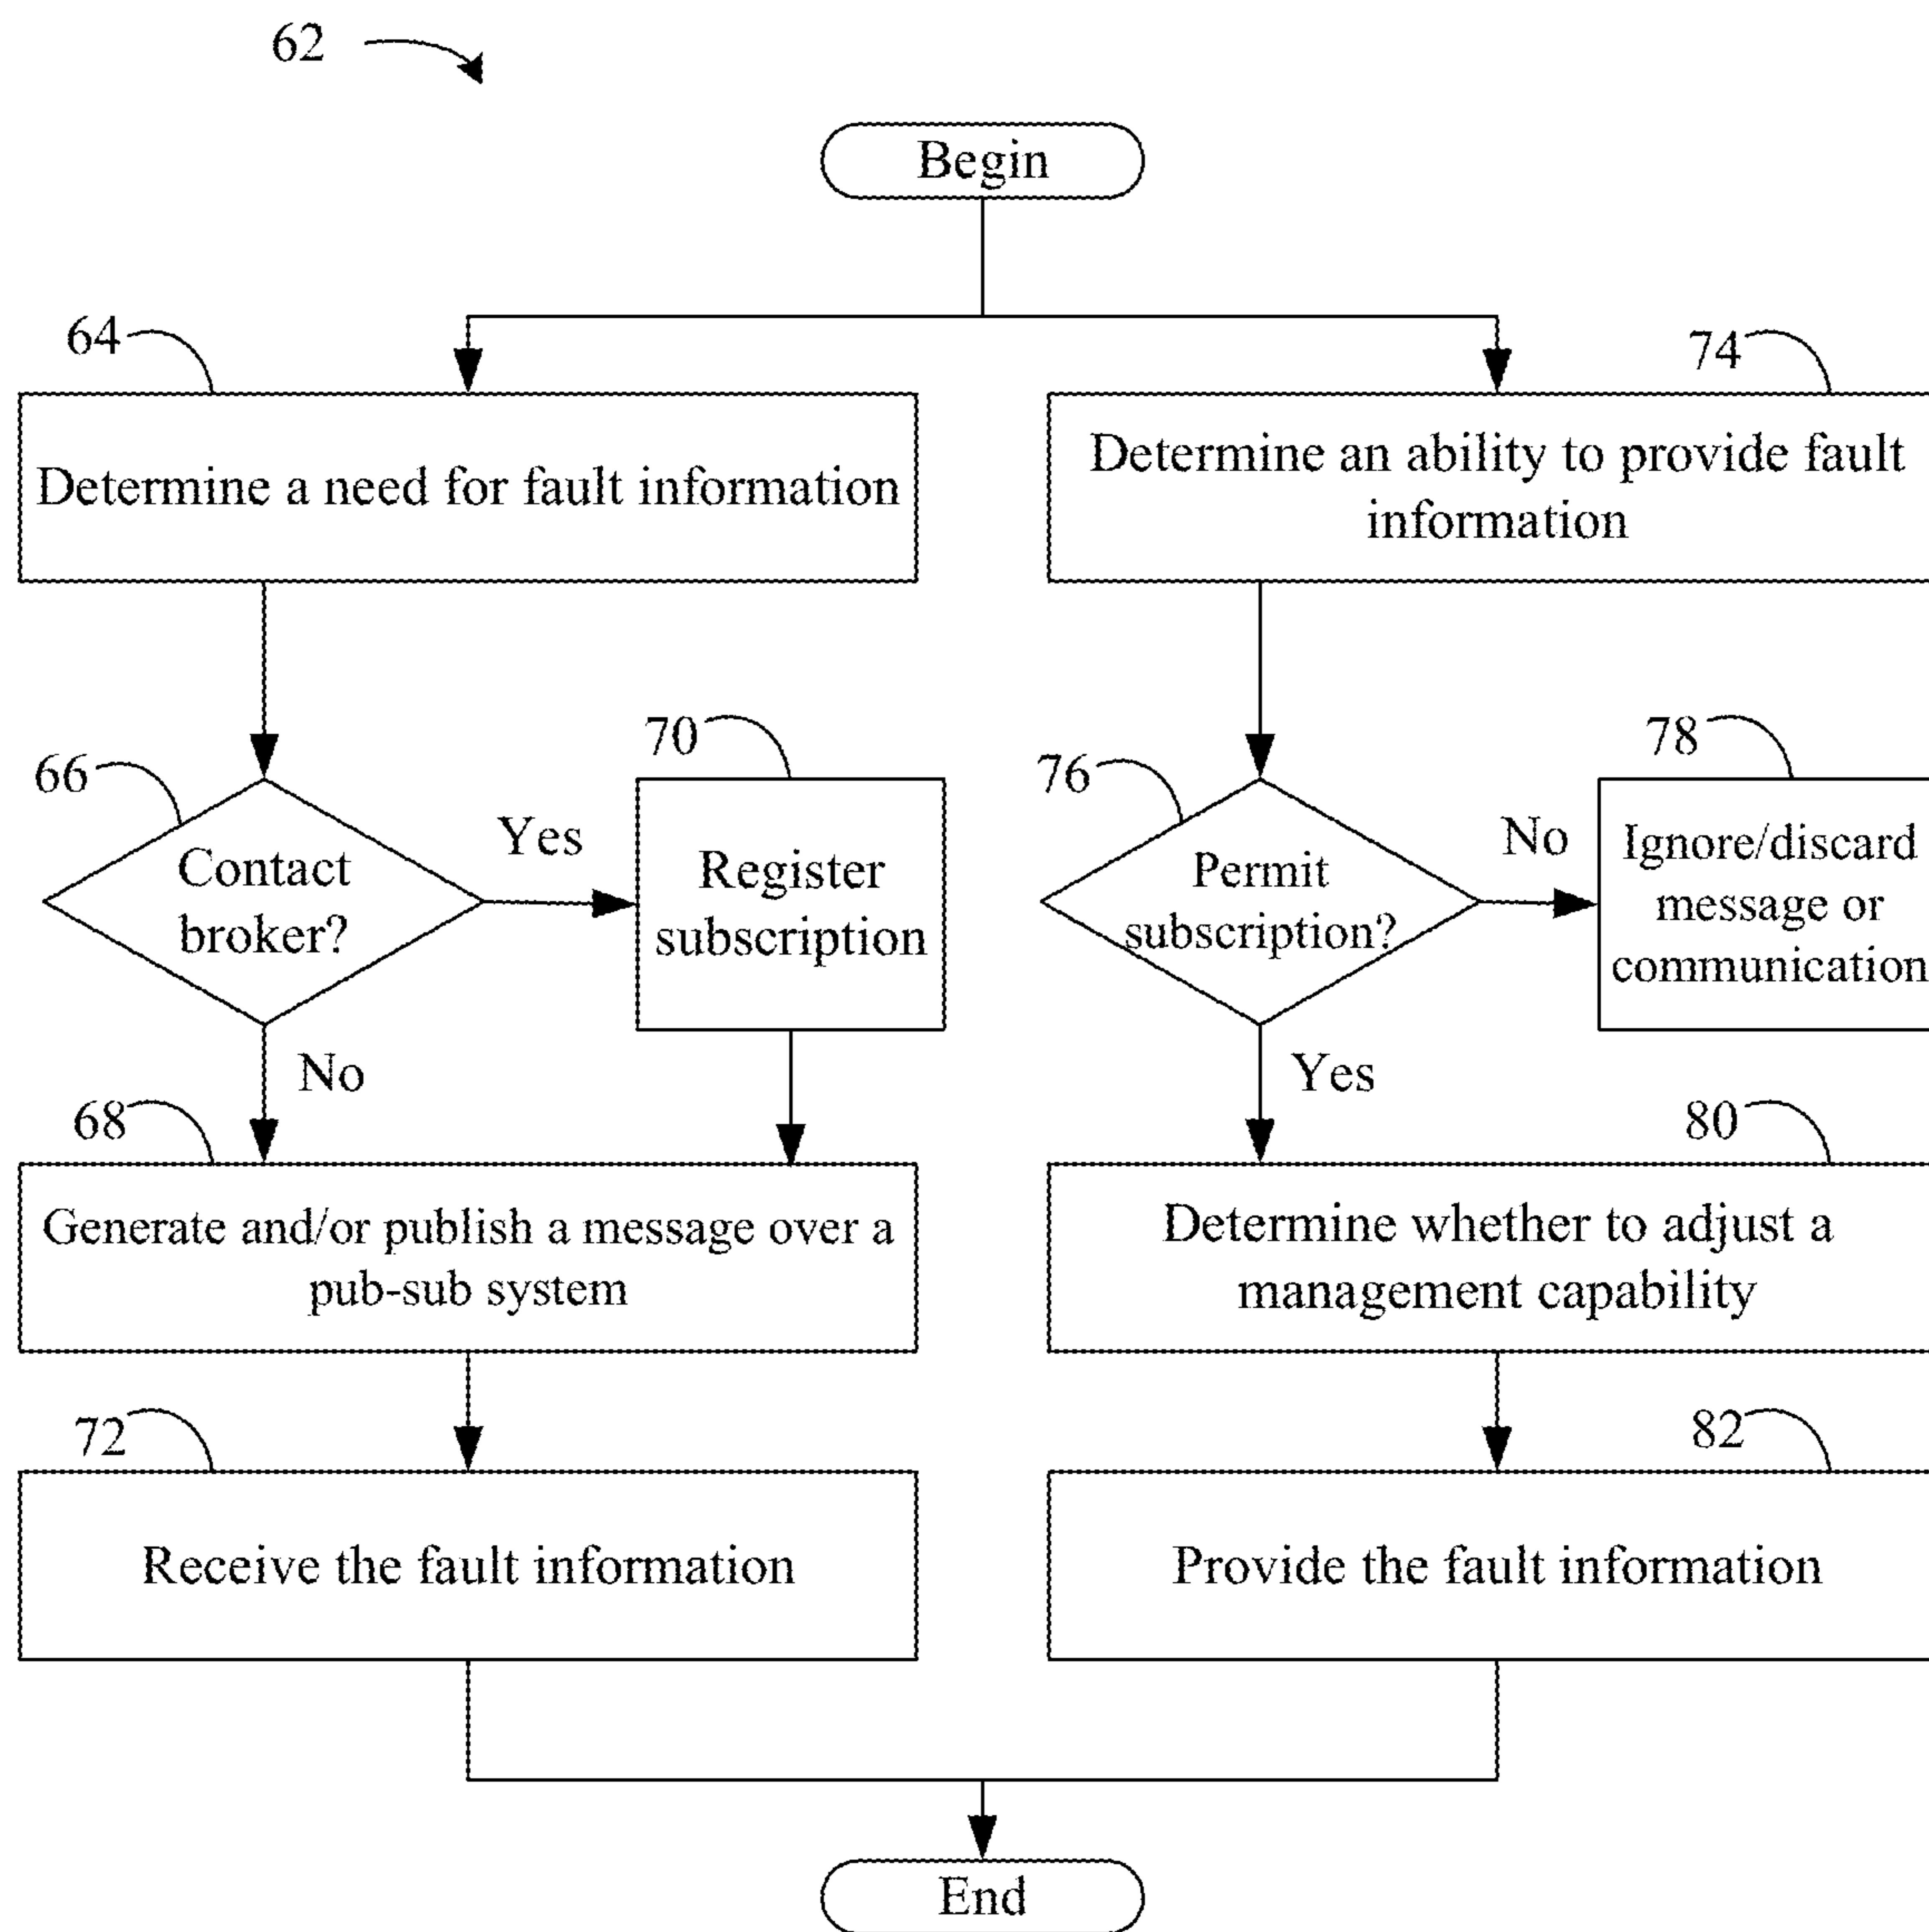 62
Begin
64
Determine a need for fault information
74
Determine an ability to provide fault
information
66
Contact
broker?
Yes
70
Register
subscription
No
76
Permit
subscription?
No
78
Ignore/discard
message or
communication
Yes
68
Generate and/or publish a message over a
pub-sub system
80
Determine whether to adjust a
management capability
72
Receive the fault information
82
Provide the fault information
End